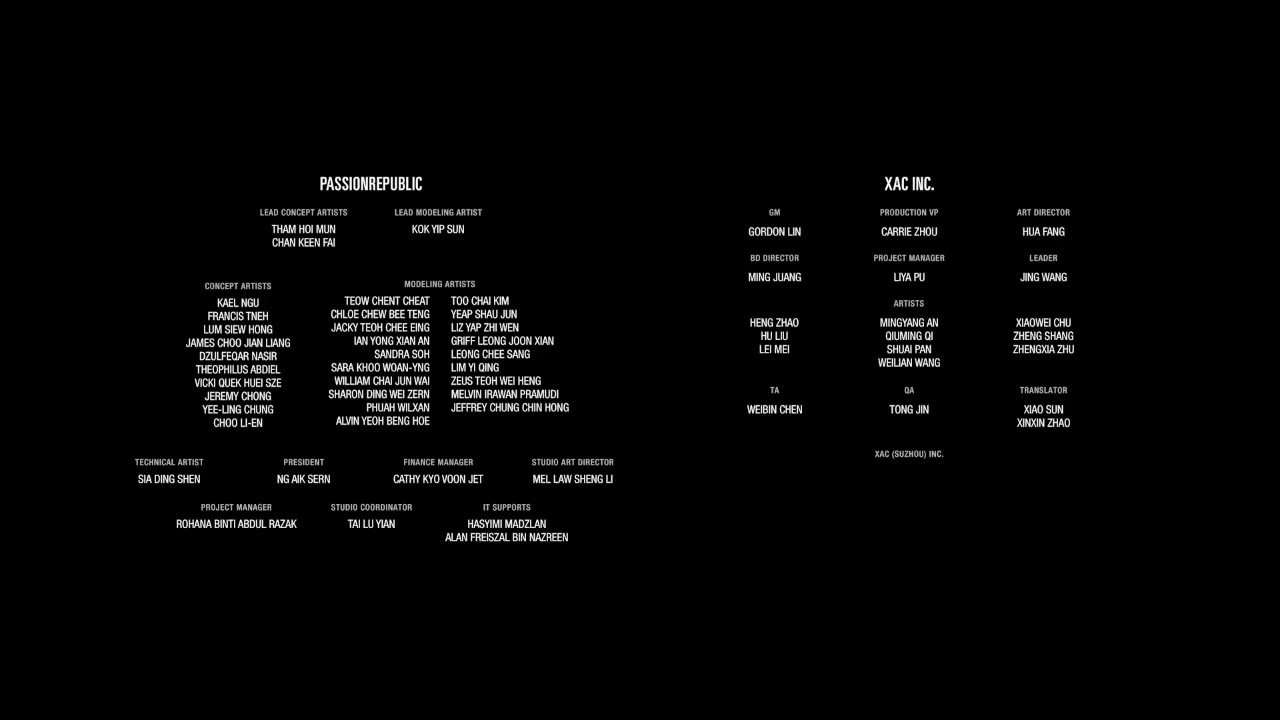 PASSIONREPUBLIC
LEAD CONCEPT ARTISTS
THAM HOI MUN
CHAN KEEN FAI
LEAD MODELING ARTIST
KOK YIP SUN
CONCEPT ARTISTS
KAEL NGU
FRANCIS TNEH
LUM SIEW HONG
JAMES CHOO JIAN LIANG
DZULFEQAR NASIR
THEOPHILUS ABDIEL
VICKI QUEK HUEI SZE
JEREMY CHONG
YEE-LING CHUNG
CHOO LI-EN
MODELING ARTISTS
TEOW CHENT CHEAT
CHLOE CHEW BEE TENG
JACKY TEOH CHEE EING
IAN YONG XIAN AN
SANDRA SOH
SARA KHOO WOAN-YNG
WILLIAM CHAI JUN WAI
SHARON DING WEI ZERN
PHUAH WILXAN
ALVIN YEOH BENG HOE
TOO CHAI KIM
YEAP SHAU JUN
LIZ YAP ZHI WEN
GRIFF LEONG JOON XIAN
LEONG CHEE SANG
LIM YI QING
ZEUS TEOH WEI HENG
MELVIN IRAWAN PRAMUDI
JEFFREY CHUNG CHIN HONG
TECHNICAL ARTIST
SIA DING SHEN
PRESIDENT
NG AIK SERN
FINANCE MANAGER
CATHY KYO VOON JET
STUDIO ART DIRECTOR
MEL LAW SHENG LI
PROJECT MANAGER
ROHANA BINTI ABDUL RAZAK
STUDIO COORDINATOR
TAI LU YIAN
IT SUPPORTS
HASYIMI MADZLAN
ALAN FREISZAL BIN NAZREEN
XAC INC.
GM
GORDON LIN
PRODUCTION VP
CARRIE ZHOU
ART DIRECTOR
HUA FANG
BD DIRECTOR
MING JUANG
PROJECT MANAGER
LIYA PU
LEADER
JING WANG
ARTISTS
HENG ZHAO
HU LIU
LEI MEI
MINGYANG AN
QIUMING QI
SHUAI PAN
WEILIAN WANG
XIAOWEI CHU
ZHENG SHANG
ZHENGXIA ZHU
TA
WEIBIN CHEN
QA
TONG JIN
TRANSLATOR
XIAO SUN
XINXIN ZHAO
XAC (SUZHOU) INC.